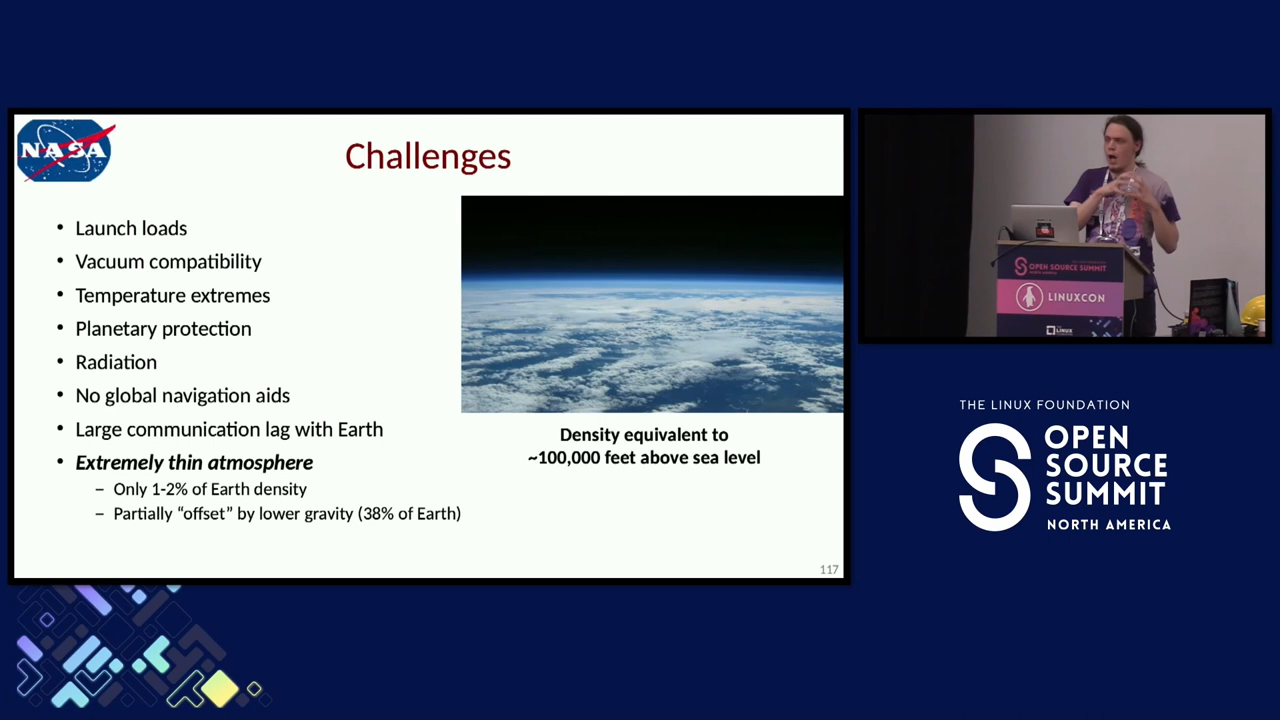 NASA
Challenges
• Launch loads
• Vacuum compatibility
• Temperature extremes
• Planetary protection
• Radiation
• No global navigation aids
• Large communication lag with Earth
• Extremely thin atmosphere
– Only 1-2% of Earth density
– Partially “offset” by lower gravity (38% of Earth)
Density equivalent to
~100,000 feet above sea level
117
OPEN SOURCE SUMMIT
NORTH AMERICA
LINUXCON
LINUX
THE LINUX FOUNDATION
OPEN
SOURCE
SUMMIT
NORTH AMERICA